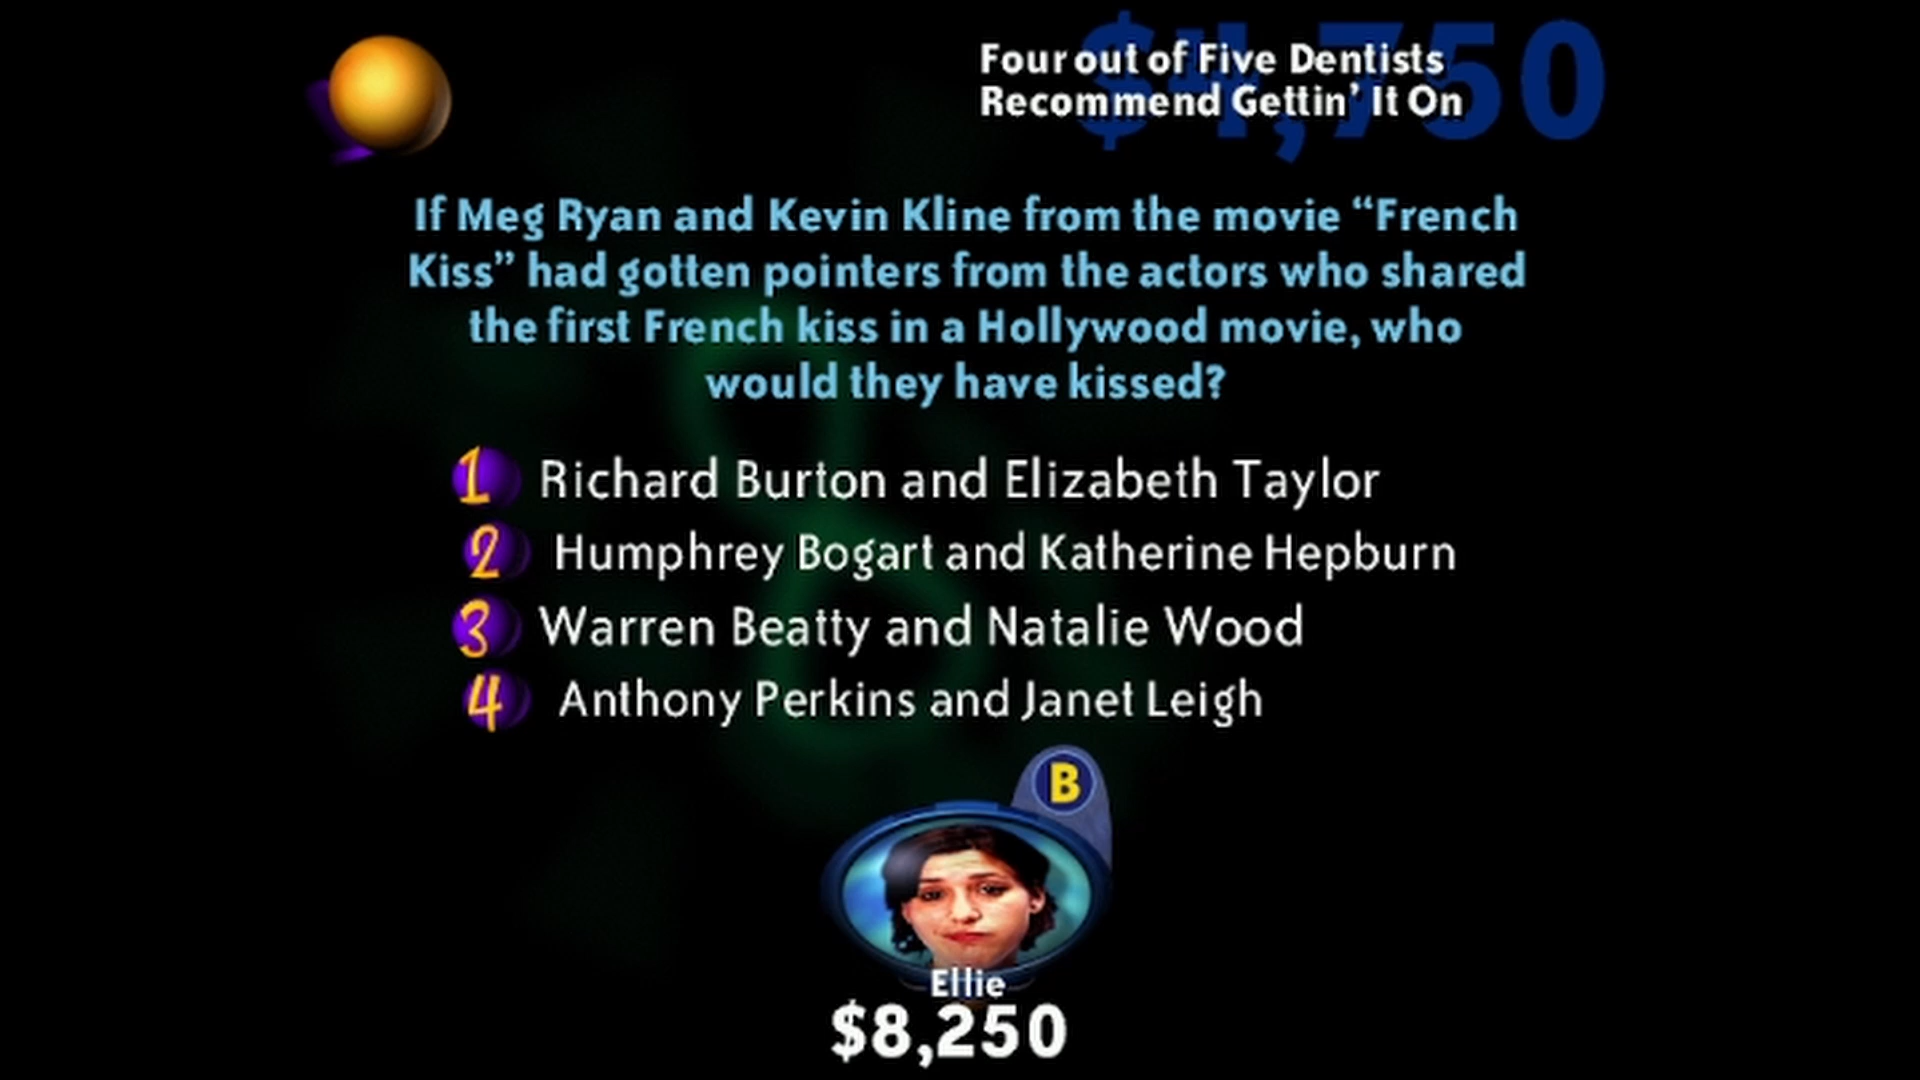 $4,750
Four out of Five Dentists
Recommend Gettin' It On
If Meg Ryan and Kevin Kline from the movie “French
Kiss” had gotten pointers from the actors who shared
the first French kiss in a Hollywood movie, who
would they have kissed?
1 Richard Burton and Elizabeth Taylor
2 Humphrey Bogart and Katherine Hepburn
3 Warren Beatty and Natalie Wood
4 Anthony Perkins and Janet Leigh
B
Ellie
$8,250